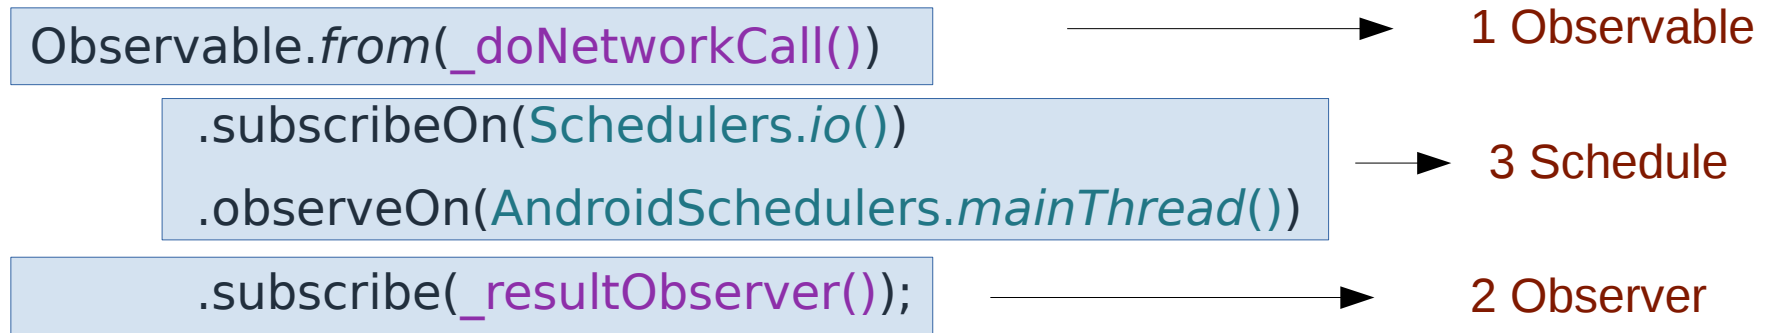 Observable.from(_doNetworkCall())
1 Observable
.subscribeOn(Schedulers.io())
.observeOn(AndroidSchedulers.mainThread())
3 Schedule
.subscribe(_resultObserver());
2 Observer